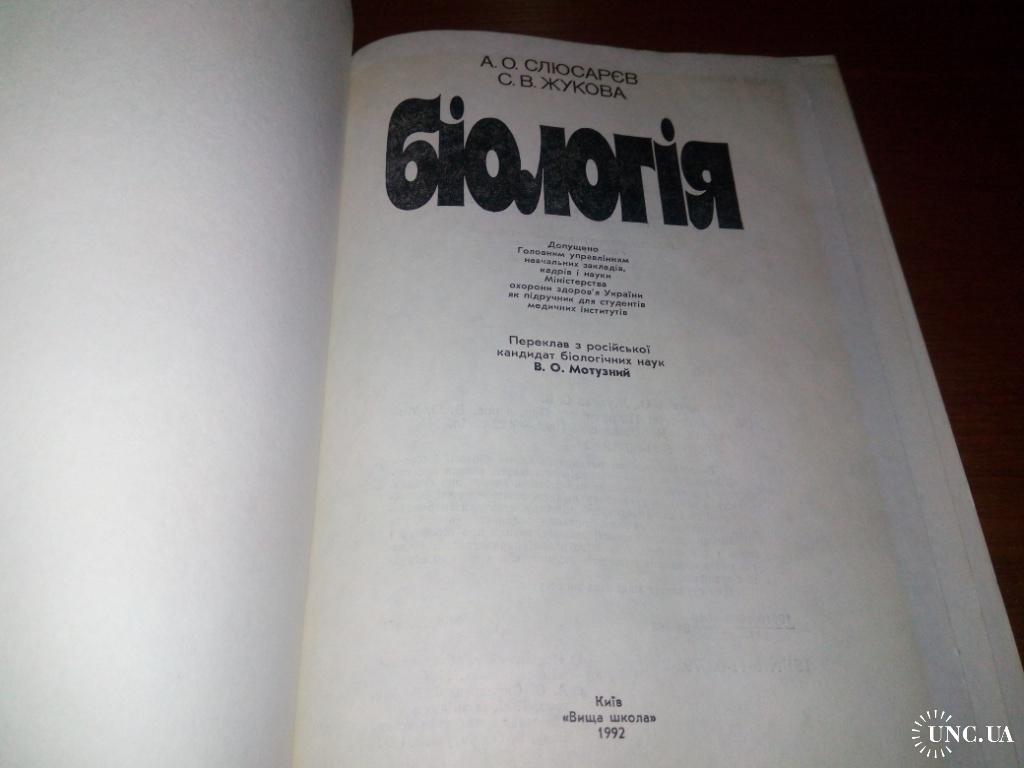 А. О. СЛЮСАРЄВ
С. В. ЖУКОВА
біологія
Допущено
Головним управлінням
навчальних закладів,
кадрів і науки
Міністерства
охорони здоров'я України
як підручник для студентів
медичних інститутів
Переклав з російської
кандидат біологічних наук
В. О. Мотузний
Київ
«Вища школа»
1992
UNC.UA